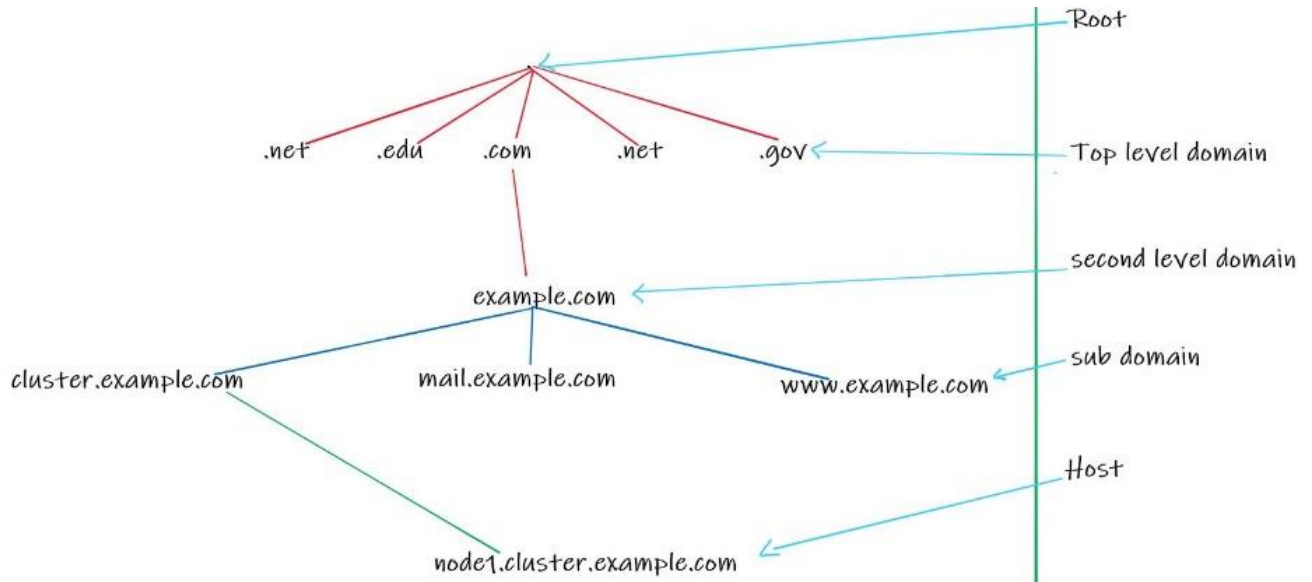 Root
.
.net .edu .com .net .gov
Top level domain
second level domain
example.com
sub domain
cluster.example.com mail.example.com www.example.com
Host
node1.cluster.example.com